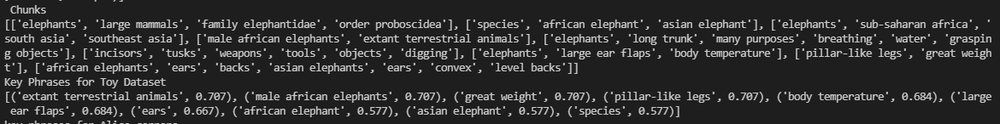 Chunks
[['elephants', 'large mammals', 'family elephantidae', 'order proboscidea'], ['species', 'african elephant', 'asian elephant'], ['elephants', 'sub-saharan africa', '
south asia', 'southeast asia'], ['male african elephants', 'extant terrestrial animals'], ['elephants', 'long trunk', 'many purposes', 'breathing', 'water', 'graspin
g objects'], ['incisors', 'tusks', 'weapons', 'tools', 'objects', 'digging'], ['elephants', 'large ear flaps', 'body temperature'], ['pillar-like legs', 'great weigh
t'], ['african elephants', 'ears', 'backs', 'asian elephants', 'ears', 'convex', 'level backs']]
Key Phrases for Toy Dataset
[('extant terrestrial animals', 0.707), ('male african elephants', 0.707), ('great weight', 0.707), ('pillar-like legs', 0.707), ('body temperature', 0.684), ('large
ear flaps', 0.684), ('ears', 0.667), ('african elephant', 0.577), ('asian elephant', 0.577), ('species', 0.577)]